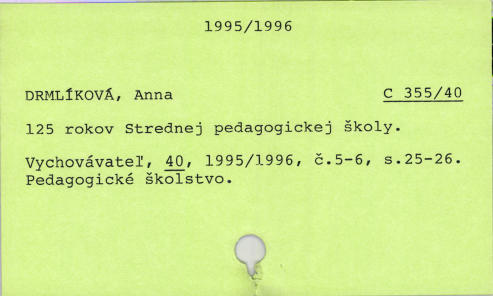 1995/1996
DRMLÍKOVÁ, Anna C 355/40
125 rokov Strednej pedagogickej školy.
Vychovávateľ, 40, 1995/1996, č.5-6, s.25-26.
Pedagogické školstvo.